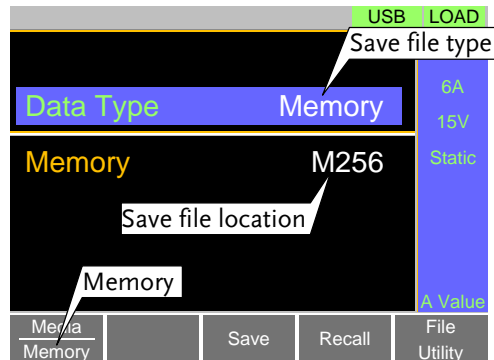 USB LOAD
Save file type
Data Type Memory
6A
15V
Memory M256
Static
Save file location
Memory
A Value
Media
Memory
Save
Recall
File
Utility